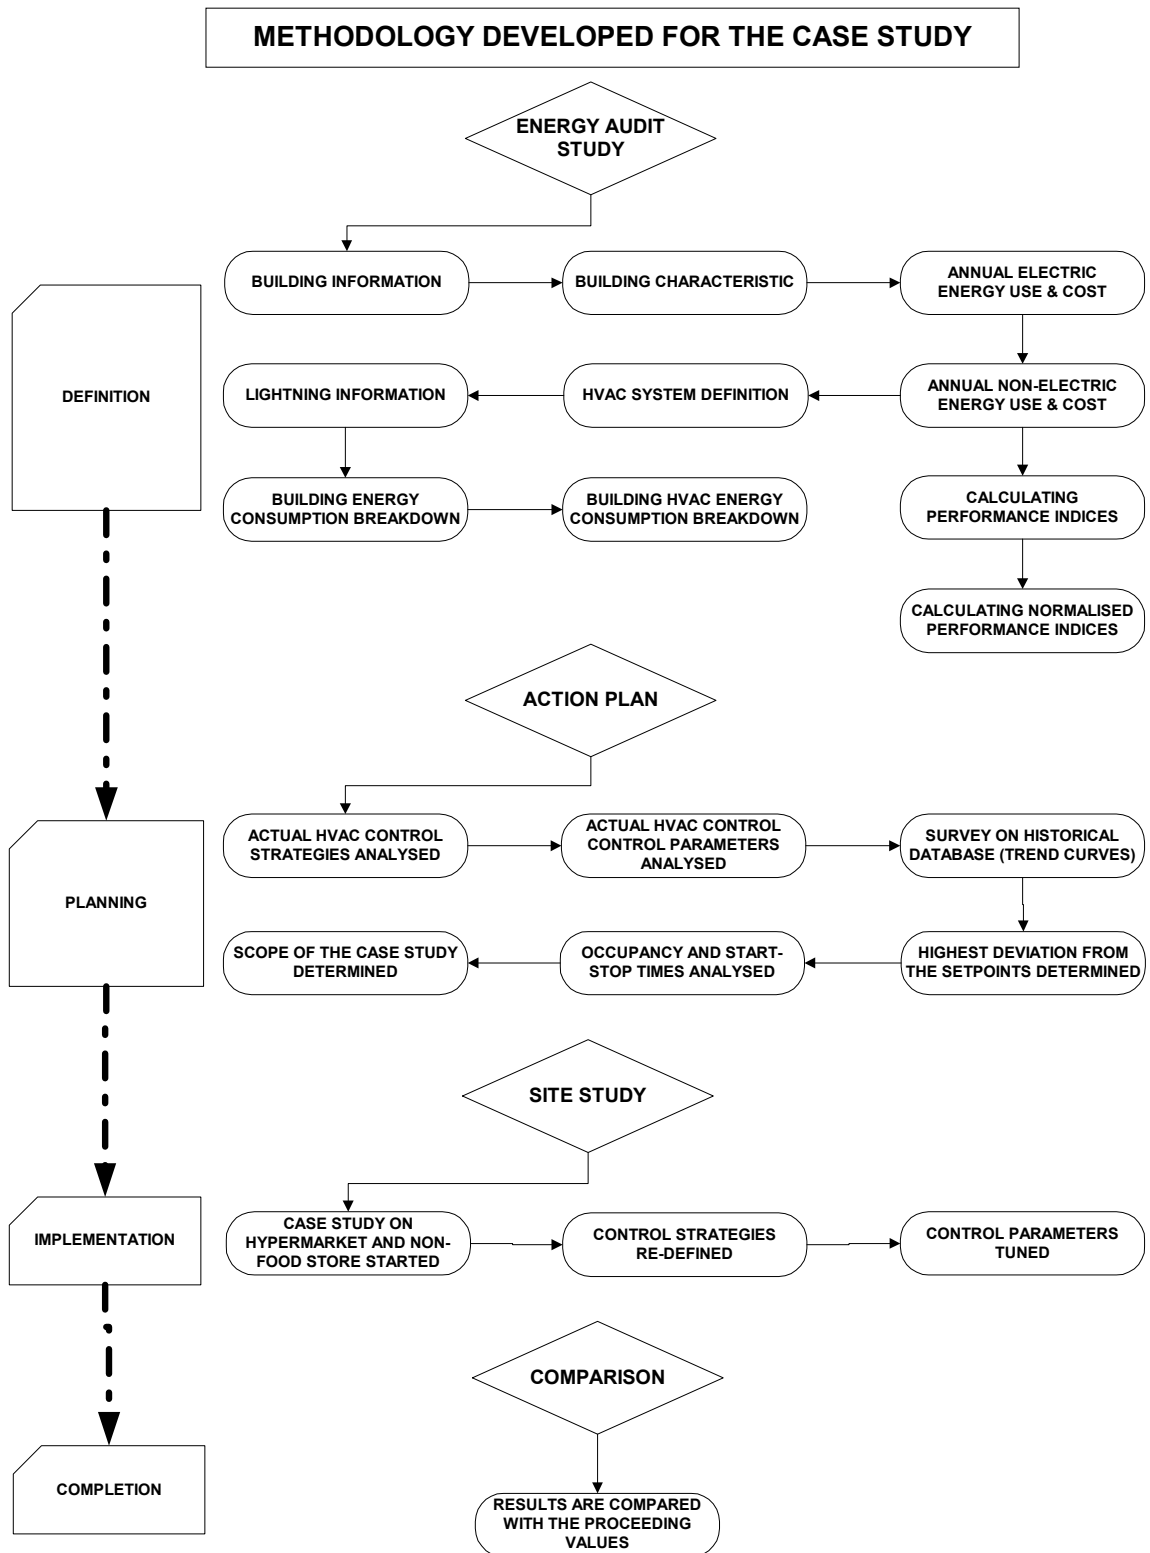 METHODOLOGY DEVELOPED FOR THE CASE STUDY
ENERGY AUDIT
STUDY
BUILDING INFORMATION
BUILDING CHARACTERISTIC
ANNUAL ELECTRIC
ENERGY USE & COST
DEFINITION
LIGHTNING INFORMATION
HVAC SYSTEM DEFINITION
ANNUAL NON-ELECTRIC
ENERGY USE & COST
BUILDING ENERGY
CONSUMPTION BREAKDOWN
BUILDING HVAC ENERGY
CONSUMPTION BREAKDOWN
CALCULATING
PERFORMANCE INDICES
CALCULATING NORMALISED
PERFORMANCE INDICES
ACTION PLAN
PLANNING
ACTUAL HVAC CONTROL
STRATEGIES ANALYSED
ACTUAL HVAC CONTROL
CONTROL PARAMETERS
ANALYSED
SURVEY ON HISTORICAL
DATABASE (TREND CURVES)
SCOPE OF THE CASE STUDY
DETERMINED
OCCUPANCY AND START-
STOP TIMES ANALYSED
HIGHEST DEVIATION FROM
THE SETPOINTS DETERMINED
SITE STUDY
IMPLEMENTATION
CASE STUDY ON
HYPERMARKET AND NON-
FOOD STORE STARTED
CONTROL STRATEGIES
RE-DEFINED
CONTROL PARAMETERS
TUNED
COMPARISON
COMPLETION
RESULTS ARE COMPARED
WITH THE PROCEEDING
VALUES